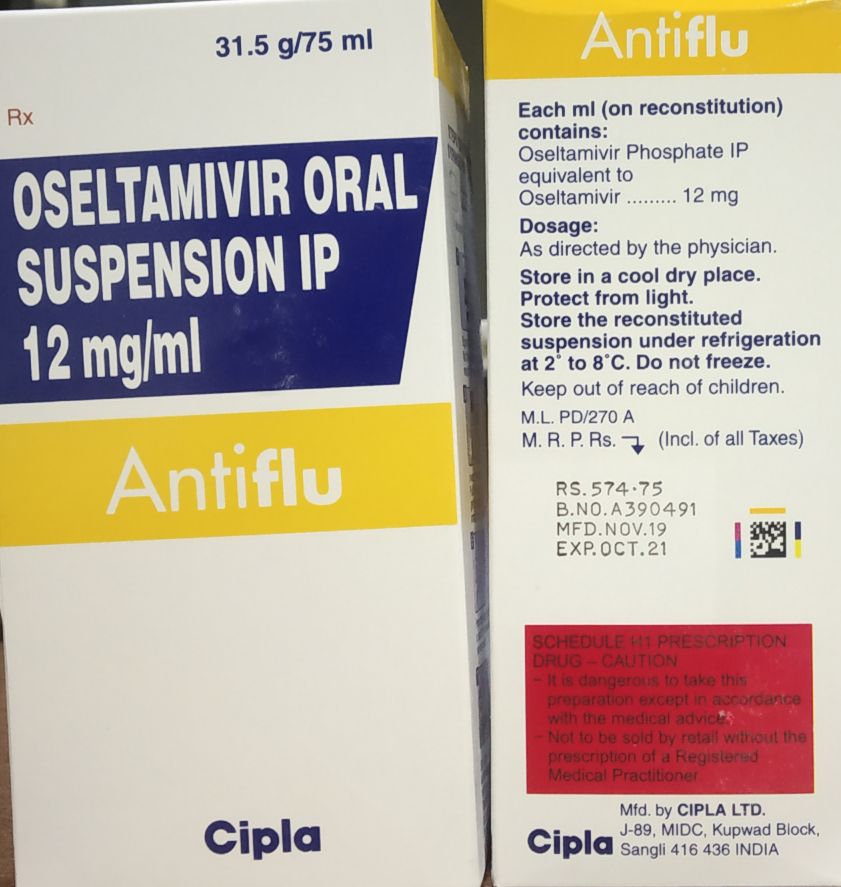 31.5 g/75 ml
Rx
OSELTAMIVIR ORAL
SUSPENSION IP
12 mg/ml
Antiflu
Cipla
Antiflu
Each ml (on reconstitution)
contains:
Oseltamivir Phosphate IP
equivalent to
Oseltamivir ......... 12 mg
Dosage:
As directed by the physician.
Store in a cool dry place.
Protect from light.
Store the reconstituted
suspension under refrigeration
at 2° to 8°C. Do not freeze.
Keep out of reach of children.
M.L. PD/270 A
M. R. P. Rs. (Incl. of all Taxes)
RS.574.75
B.NO.A390491
MFD.NOV.19
EXP.OCT.21
SCHEDULE H1 PRESCRIPTION
DRUG – CAUTION
– It is dangerous to take this
preparation except in accordance
with the medical advice.
– Not to be sold by retail without the
prescription of a Registered
Medical Practitioner.
Mfd. by CIPLA LTD.
J-89, MIDC, Kupwad Block,
Cipla Sangli 416 436 INDIA